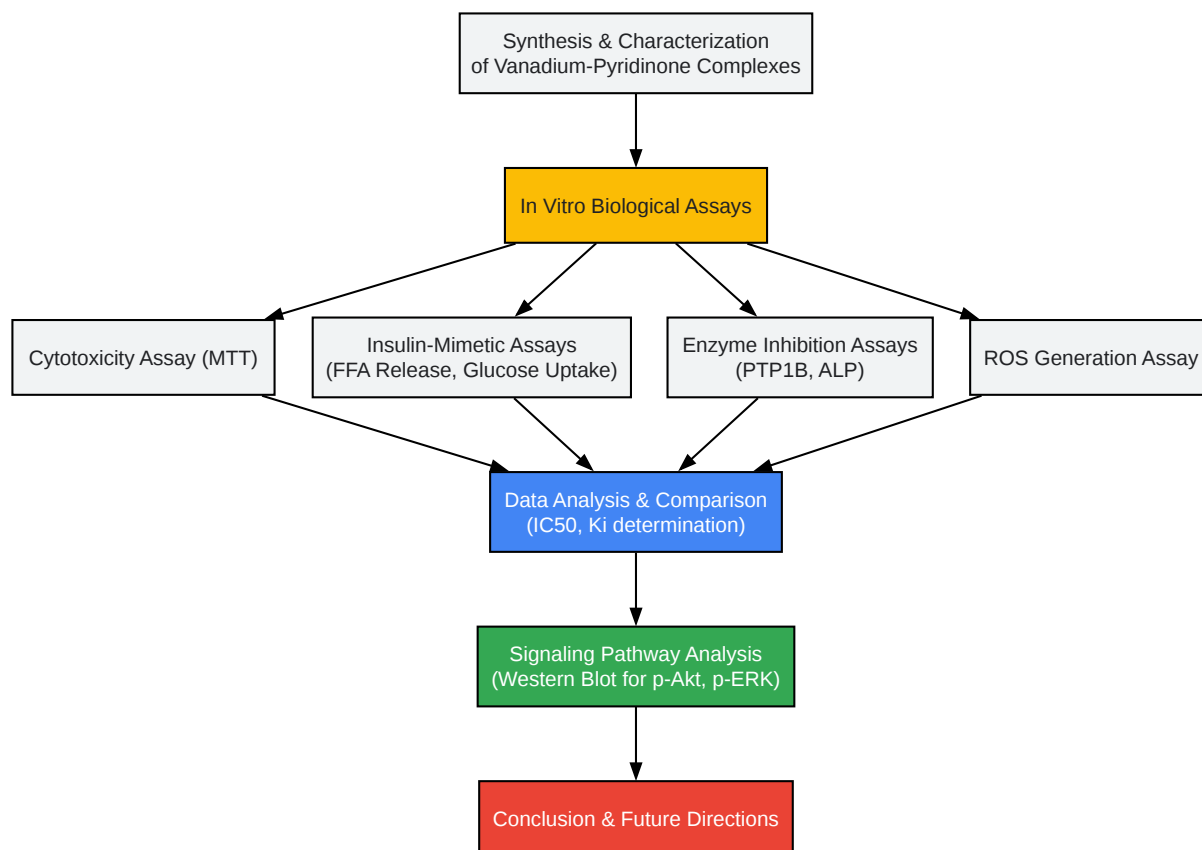 Synthesis & Characterization
of Vanadium-Pyridinone Complexes
In Vitro Biological Assays
Cytotoxicity Assay (MTT)
Insulin-Mimetic Assays
(FFA Release, Glucose Uptake)
Enzyme Inhibition Assays
(PTP1B, ALP)
ROS Generation Assay
Data Analysis & Comparison
(IC50, Ki determination)
Signaling Pathway Analysis
(Western Blot for p-Akt, p-ERK)
Conclusion & Future Directions